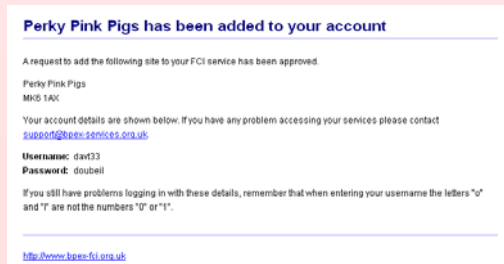 Perky Pink Pigs has been added to your account
A request to add the following site to your FCI service has been approved.
Perky Pink Pigs
MK6 1AX
Your account details are shown below. If you have any problem accessing your services please contact
support@bpex-services.org.uk.
Username: davt33
Password: doubeil
If you still have problems logging in with these details, remember that when entering your username the letters "o"
and "l" are not the numbers "0" or "1".
http://www.bpex-fci.org.uk